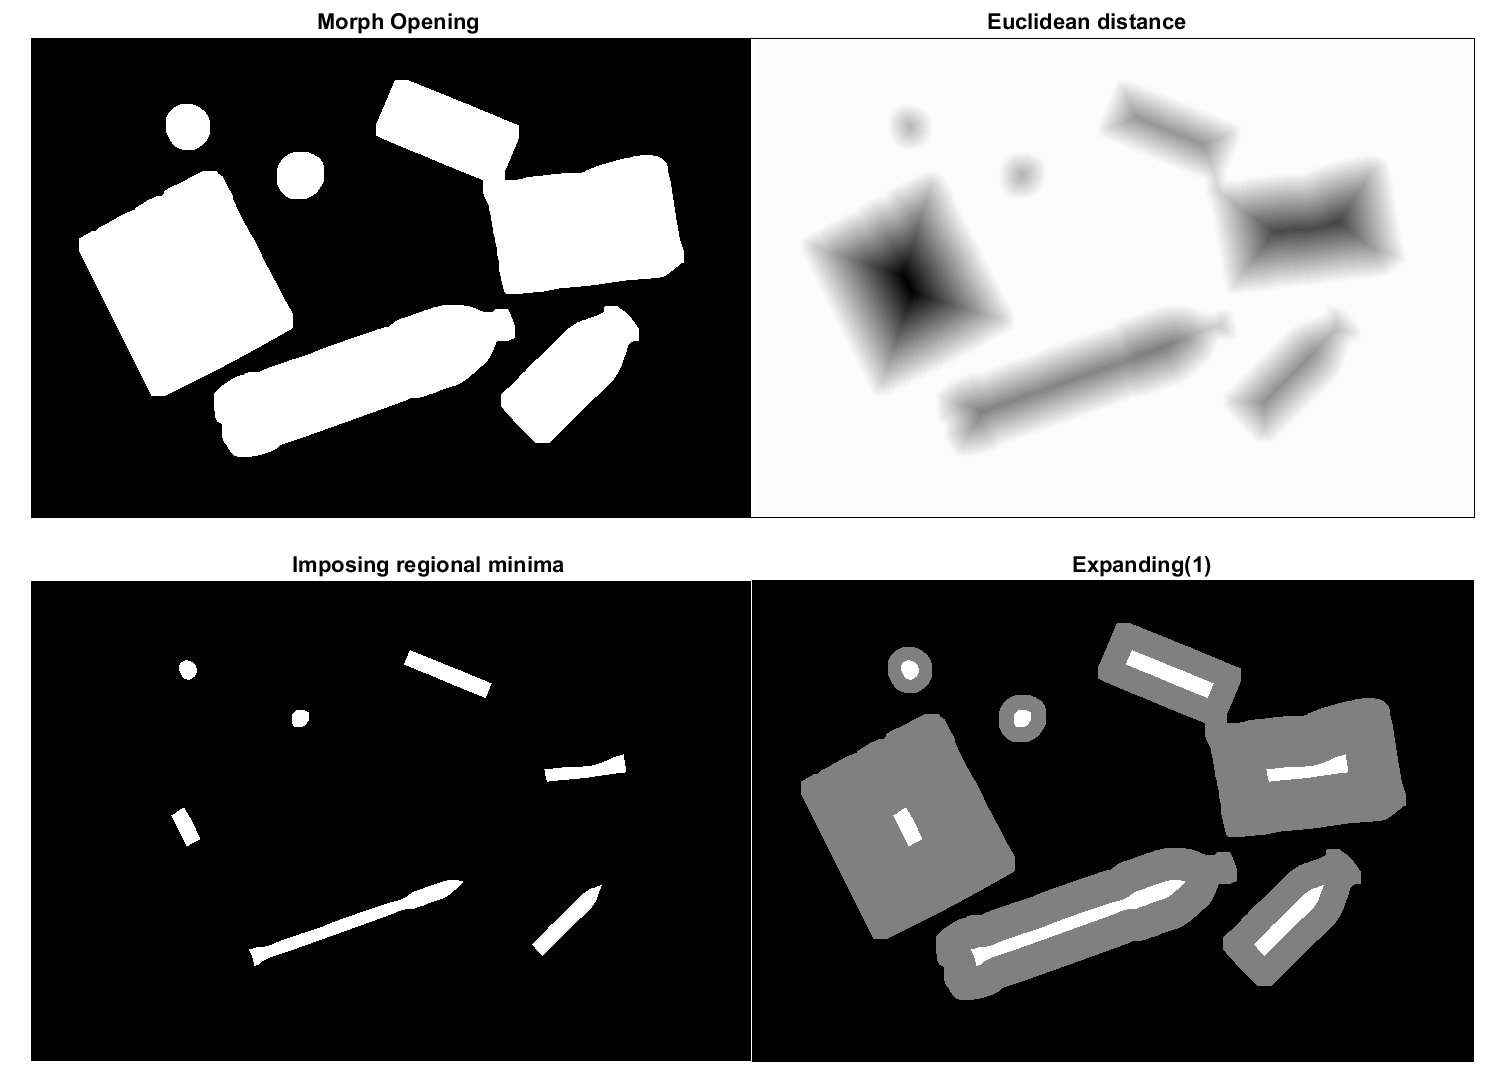 Morph Opening
Euclidean distance
Imposing regional minima
Expanding(1)